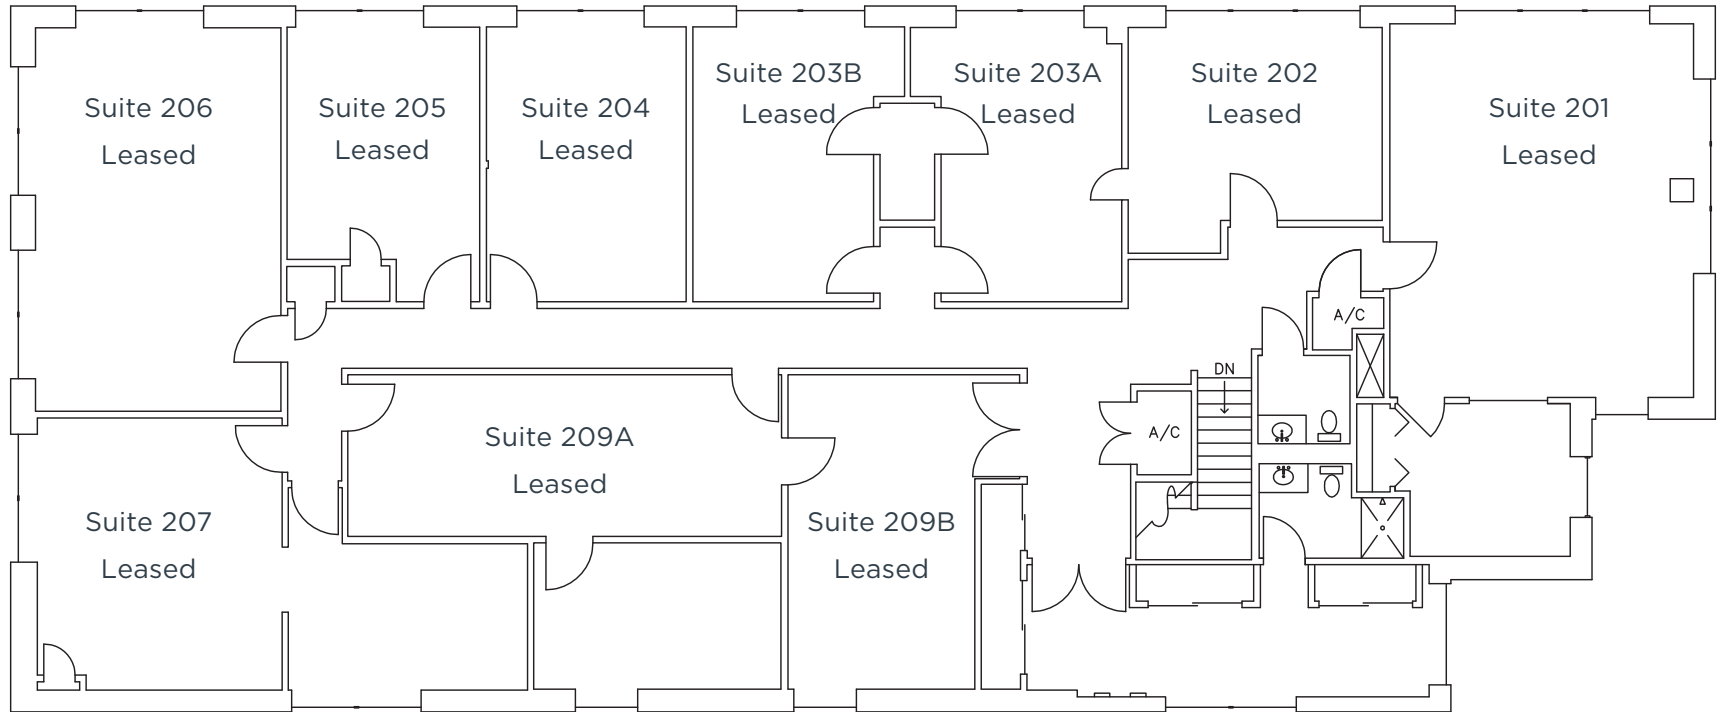 Suite 206
Leased
Suite 205
Leased
Suite 204
Leased
Suite 203B
Leased
Suite 203A
Leased
Suite 202
Leased
Suite 201
Leased
A/C
DN
A/C
Suite 209A
Leased
Suite 207
Leased
Suite 209B
Leased